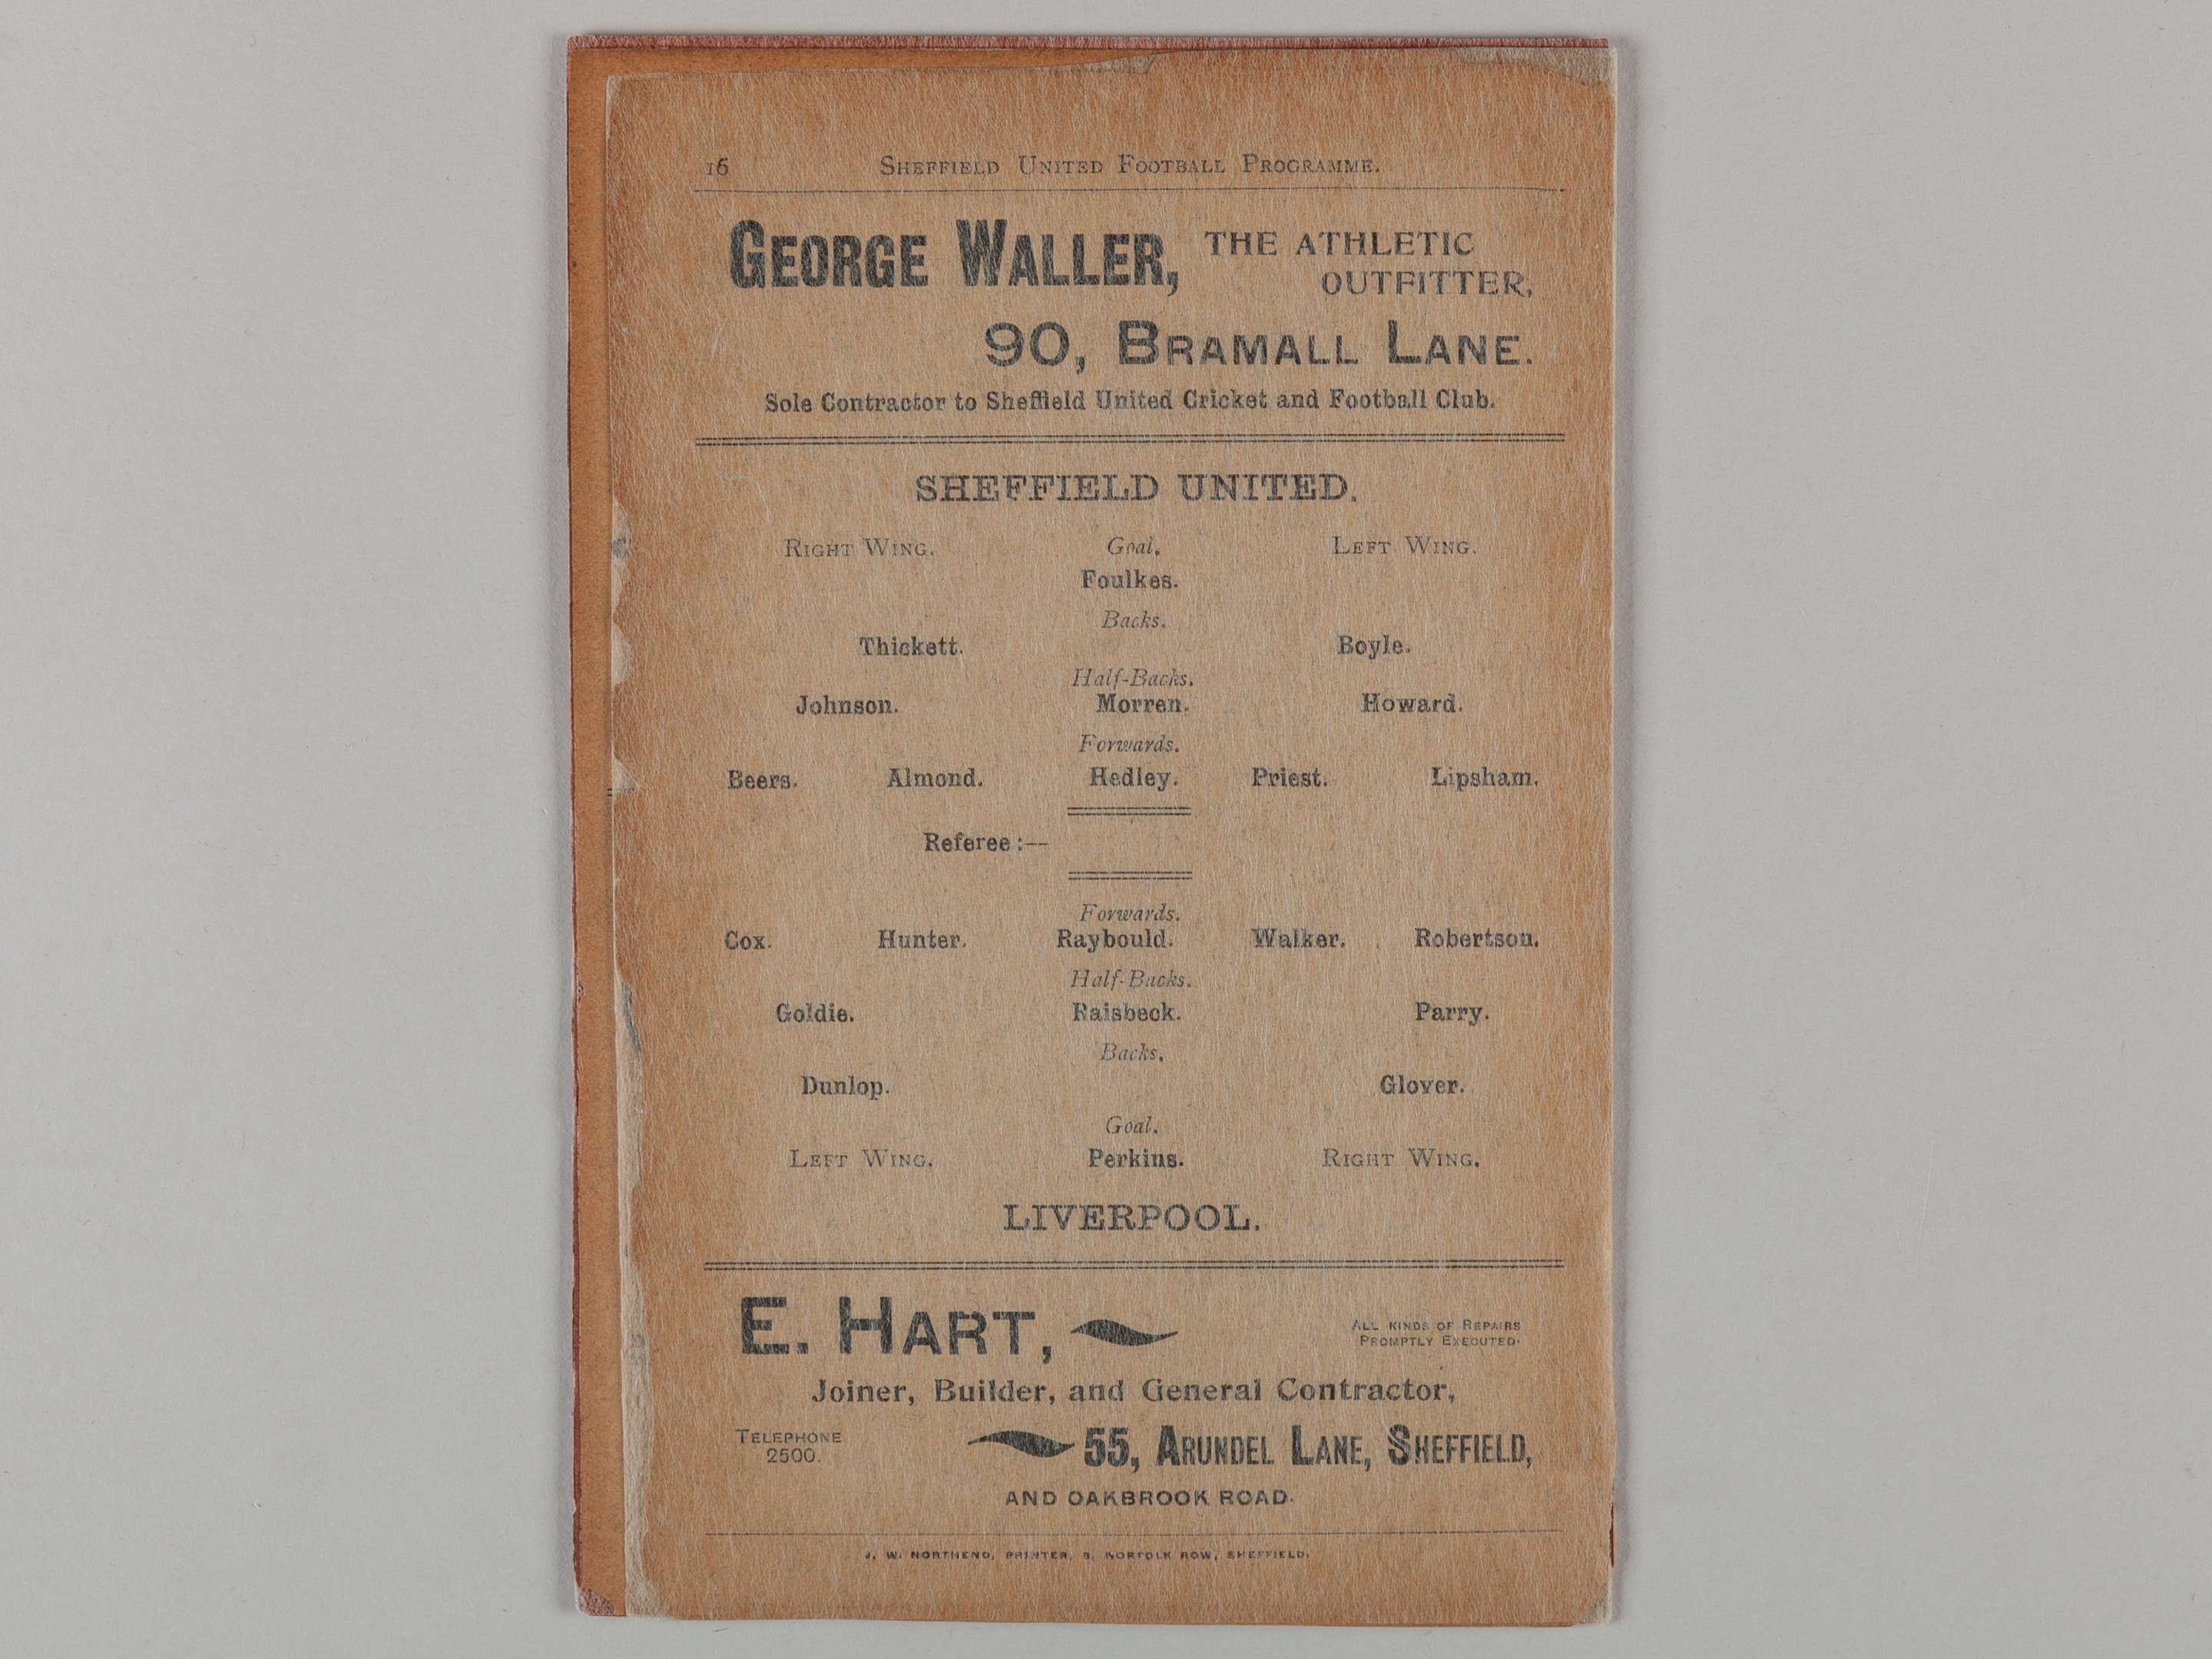 16 SHEFFIELD UNITED FOOTBALL PROGRAMME.
GEORGE WALLER, THE ATHLETIC
OUTFITTER,
90, BRAMALL LANE.
Sole Contractor to Sheffield United Cricket and Football Club.
SHEFFIELD UNITED.
RIGHT WING. Goal. LEFT WING.
Foulkes.
Backs.
Thickett. Boyle.
Half-Backs.
Johnson. Morren. Howard.
Forwards.
Beers. Almond. Hedley. Priest. Lipsham.
Referee :—
Forwards.
Cox. Hunter. Raybould. Walker. Robertson.
Half-Backs.
Goldie. Raisbeck. Parry.
Backs.
Dunlop. Glover.
Goal.
LEFT WING. Perkins. RIGHT WING.
LIVERPOOL.
E. HART, ALL KINDS OF REPAIRS
PROMPTLY EXECUTED.
Joiner, Builder, and General Contractor,
TELEPHONE
2500. 55, ARUNDEL LANE, SHEFFIELD,
AND OAKBROOK ROAD.
J. W. NORTHEND, PRINTER, 8, NORFOLK ROW, SHEFFIELD.